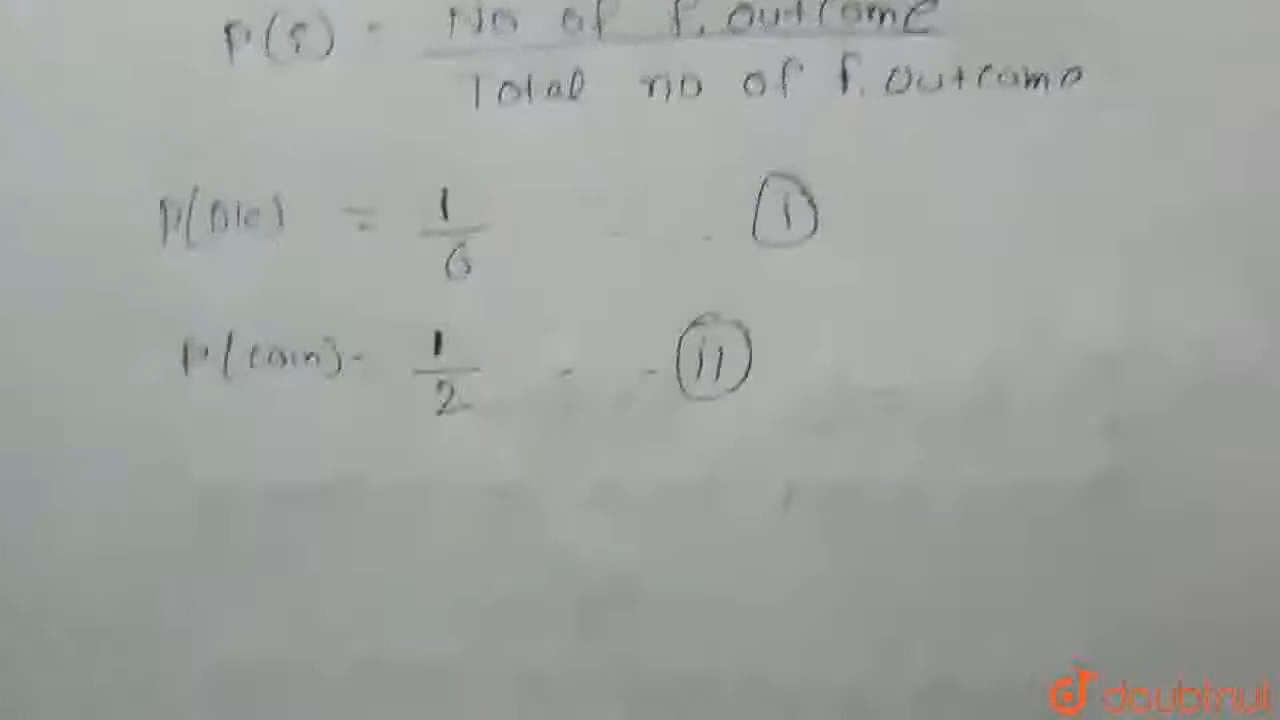 P(E) = No of f. outcome
Total no of f. outcome
P(Die) = 1/6 - - - (I)
P(coin) - 1/2 - - (II)
doubtnut